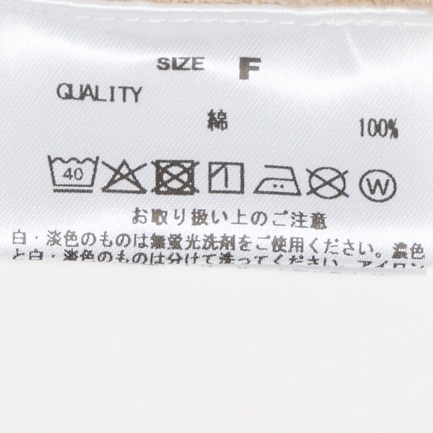 SIZE F
QUALITY
綿 100%
40 W
お取り扱い上のご注意
白・淡色のものは無蛍光洗剤をご使用ください。濃色
と白・淡色のものは分けて洗ってください。アイロン